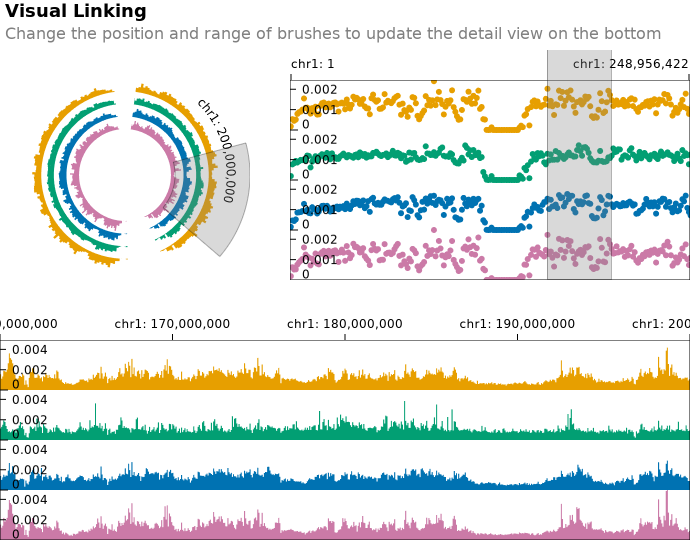 Visual Linking
Change the position and range of brushes to update the detail view on the bottom
chr1: 200,000,000
chr1: 1
chr1: 248,956,422
0.002
0.001
0
0.002
0.001
0
0.002
0.001
0
0.002
0.001
0
0,000,000
chr1: 170,000,000
chr1: 180,000,000
chr1: 190,000,000
chr1: 200
0.004
0.002
0
0.004
0.002
0
0.004
0.002
0
0.004
0.002
0